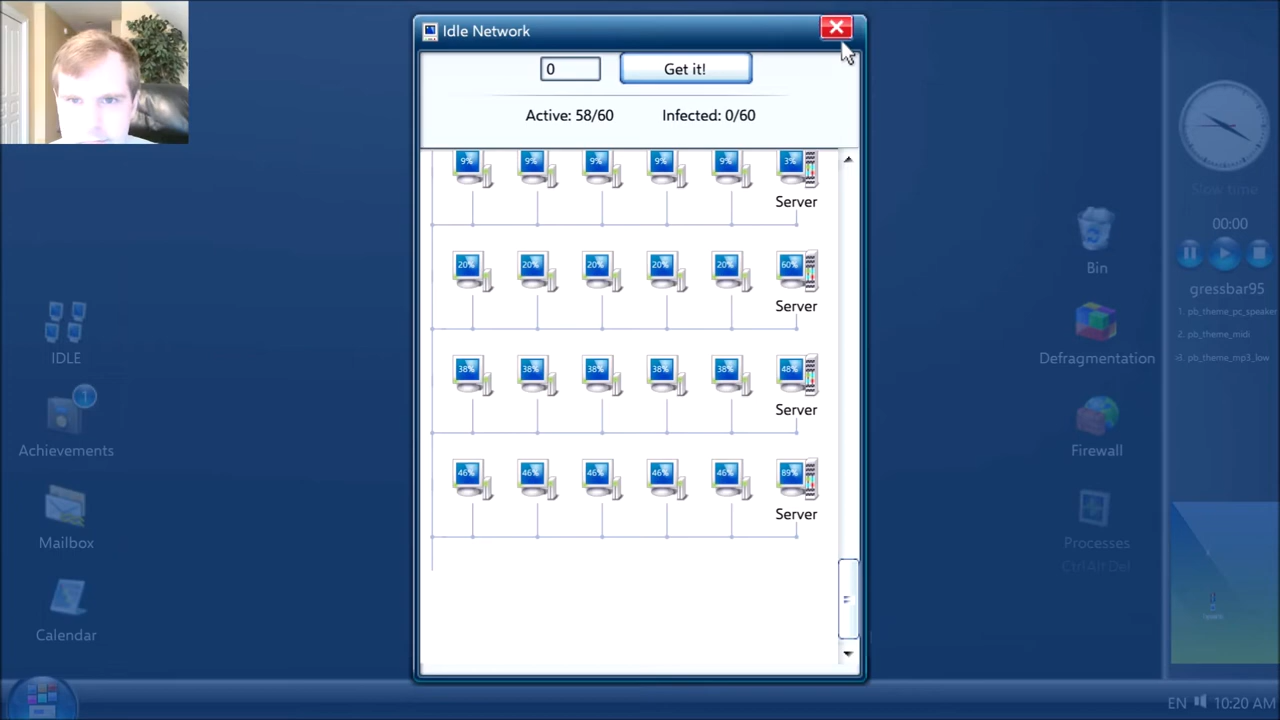 Idle Network
0 Get it!
Active: 58/60 Infected: 0/60
9% 9% 9% 9% 9% 3%
Server
20% 20% 20% 20% 20% 60%
Server
38% 38% 38% 38% 38% 48%
Server
46% 46% 46% 46% 46% 89%
Server
IDLE
1
Achievements
Mailbox
Calendar
Bin
Defragmentation
Firewall
Processes
Ctrl Alt Del
Slow time
00:00
gressbar95
1. pb_theme_pc_speaker
2. pb_theme_midi
3. pb_theme_mp3_low
EN 10:20 AM